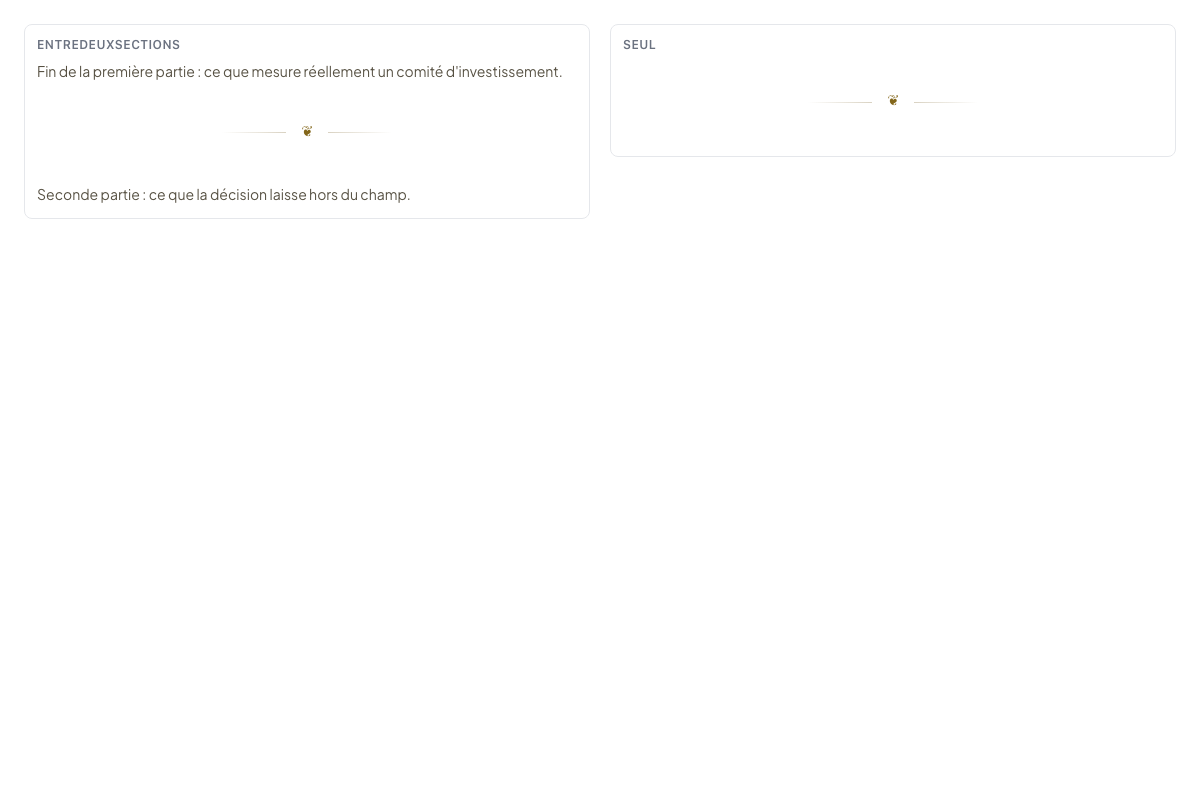 ENTREDEUXSECTIONS
Fin de la première partie : ce que mesure réellement un comité d'investissement.
❦
Seconde partie : ce que la décision laisse hors du champ.
SEUL
❦